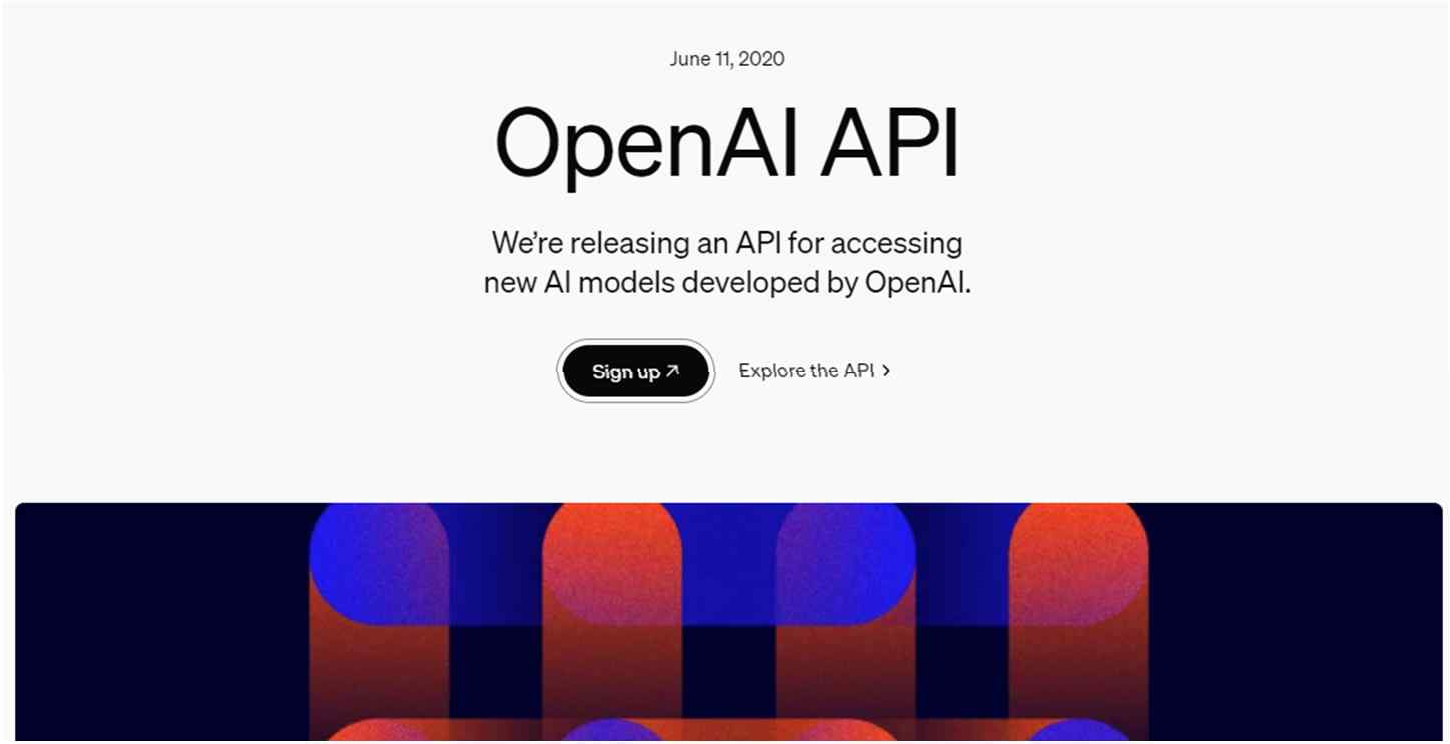 June 11, 2020
OpenAI API
We’re releasing an API for accessing
new AI models developed by OpenAI.
Sign up ↗ Explore the API >